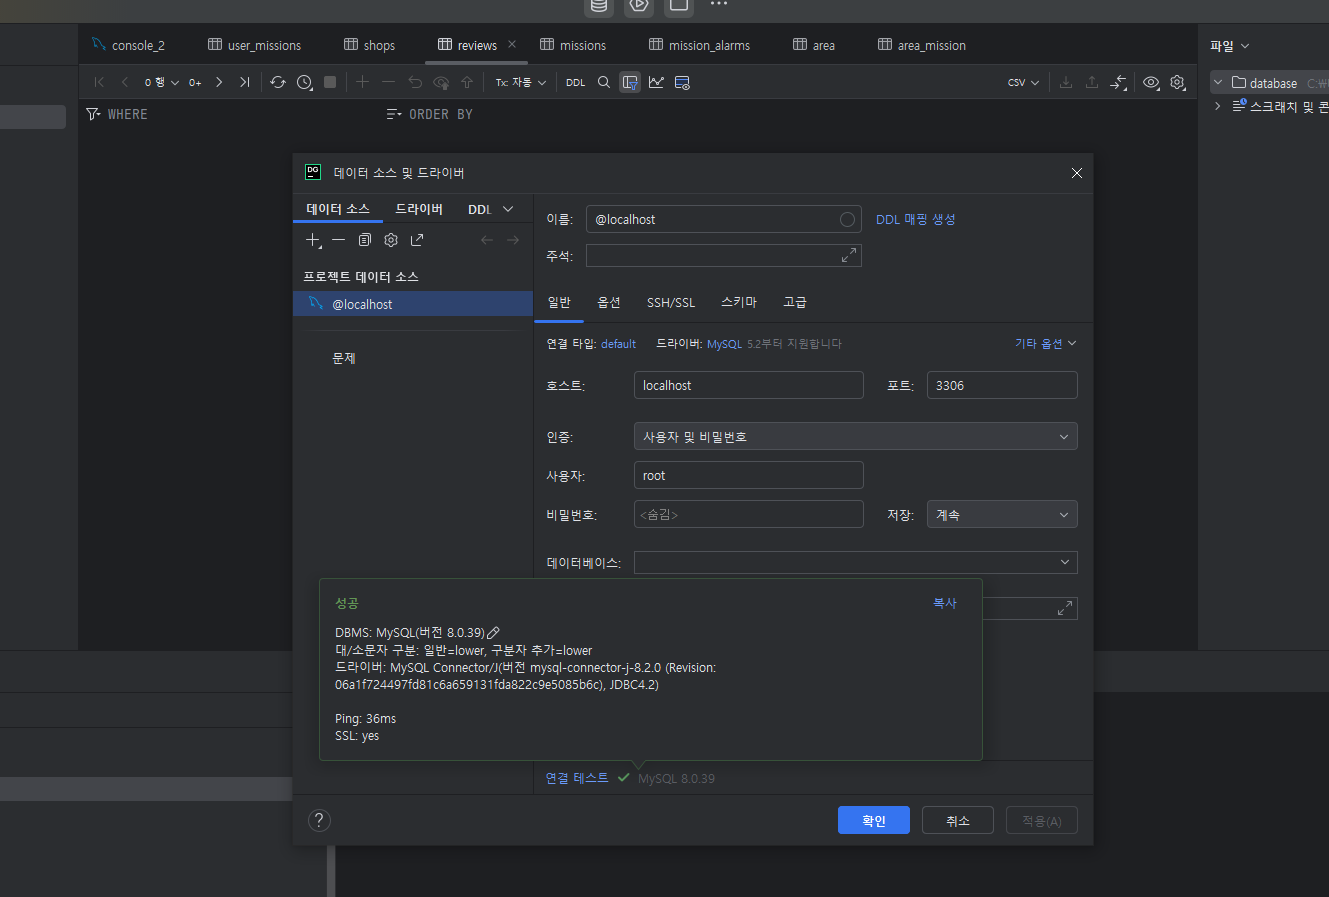 console_2 user_missions shops reviews missions mission_alarms area area_mission
파일
0 행 0+ Tx: 자동 DDL CSV
database
WHERE ORDER BY
스크래치 및 콘
DG 데이터 소스 및 드라이버
데이터 소스 드라이버 DDL
이름: @localhost DDL 매핑 생성
주석:
프로젝트 데이터 소스
@localhost
일반 옵션 SSH/SSL 스키마 고급
문제
연결 타입: default 드라이버: MySQL 5.2부터 지원합니다 기타 옵션
호스트: localhost 포트: 3306
인증: 사용자 및 비밀번호
사용자: root
비밀번호: <숨김> 저장: 계속
데이터베이스:
성공 복사
DBMS: MySQL(버전 8.0.39)
대/소문자 구분: 일반=lower, 구분자 추가=lower
드라이버: MySQL Connector/J(버전 mysql-connector-j-8.2.0 (Revision:
06a1f724497fd81c6a659131fda822c9e5085b6c), JDBC4.2)
Ping: 36ms
SSL: yes
연결 테스트 MySQL 8.0.39
? 확인 취소 적용(A)